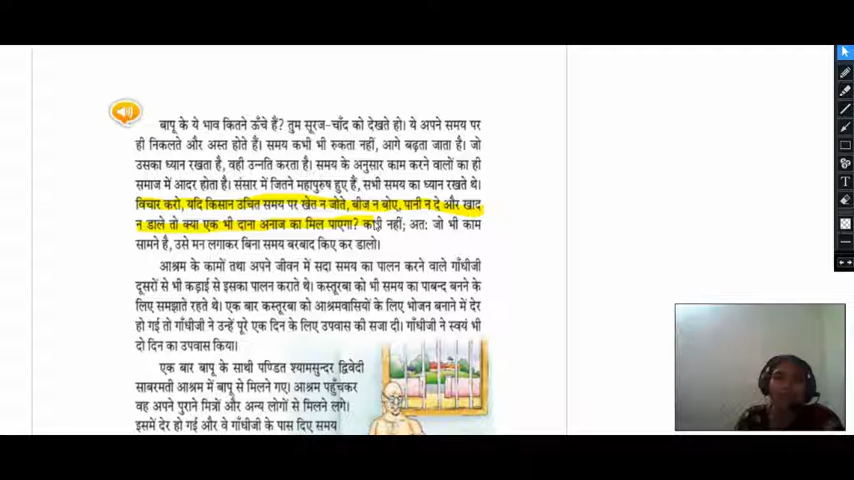 बापू के ये भाव कितने ऊँचे हैं? तुम सूरज-चाँद को देखते हो। ये अपने समय पर
ही निकलते और अस्त होते हैं। समय कभी भी रुकता नहीं, आगे बढ़ता जाता है। जो
उसका ध्यान रखता है, वही उन्नति करता है। समय के अनुसार काम करने वालों का ही
समाज में आदर होता है। संसार में जितने महापुरुष हुए हैं, सभी समय का ध्यान रखते थे।
विचार करो, यदि किसान उचित समय पर खेत न जोते, बीज न बोए, पानी न दे और खाद
न डाले तो क्या एक भी दाना अनाज का मिल पाएगा? कभी नहीं; अत: जो भी काम
सामने है, उसे मन लगाकर बिना समय बरबाद किए कर डालो।
आश्रम के कामों तथा अपने जीवन में सदा समय का पालन करने वाले गाँधीजी
दूसरों से भी कड़ाई से इसका पालन कराते थे। कस्तूरबा को भी समय का पाबन्द बनने के
लिए समझाते रहते थे। एक बार कस्तूरबा को आश्रमवासियों के लिए भोजन बनाने में देर
हो गई तो गाँधीजी ने उन्हें पूरे एक दिन के लिए उपवास की सजा दी। गाँधीजी ने स्वयं भी
दो दिन का उपवास किया।
एक बार बापू के साथी पण्डित श्यामसुन्दर द्विवेदी
साबरमती आश्रम में बापू से मिलने गए। आश्रम पहुँचकर
वह अपने पुराने मित्रों और अन्य लोगों से मिलने लगे।
इसमें देर हो गई और वे गाँधीजी के पास दिए समय